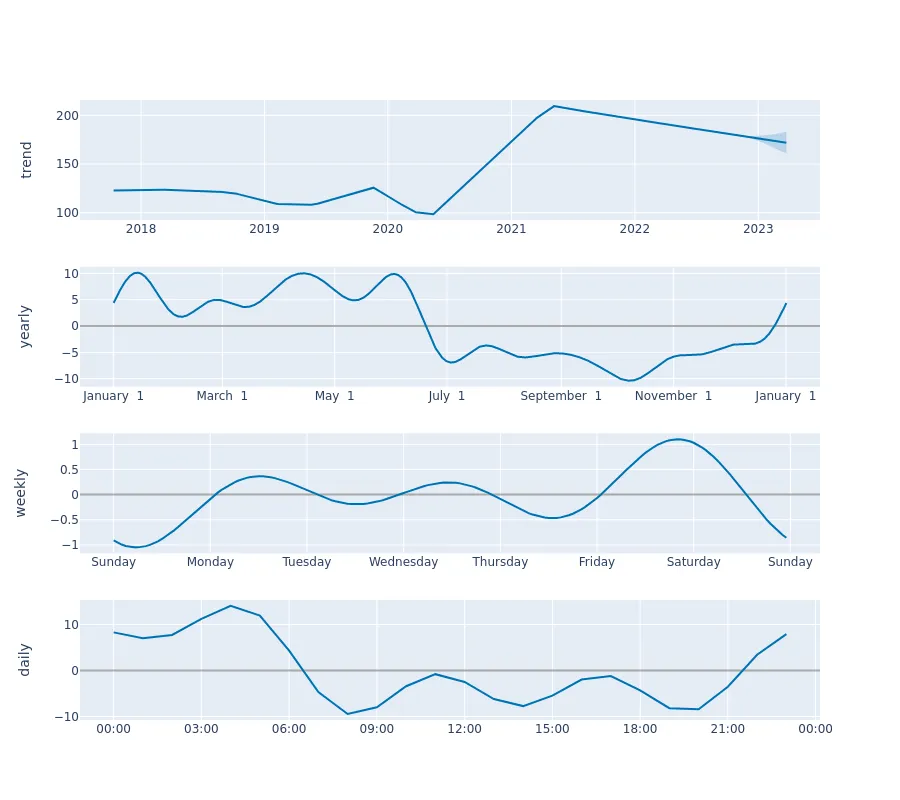 trend
200
150
100
2018 2019 2020 2021 2022 2023
yearly
10
5
0
−5
−10
January 1 March 1 May 1 July 1 September 1 November 1 January 1
weekly
1
0.5
0
−0.5
−1
Sunday Monday Tuesday Wednesday Thursday Friday Saturday Sunday
daily
10
0
−10
00:00 03:00 06:00 09:00 12:00 15:00 18:00 21:00 00:00